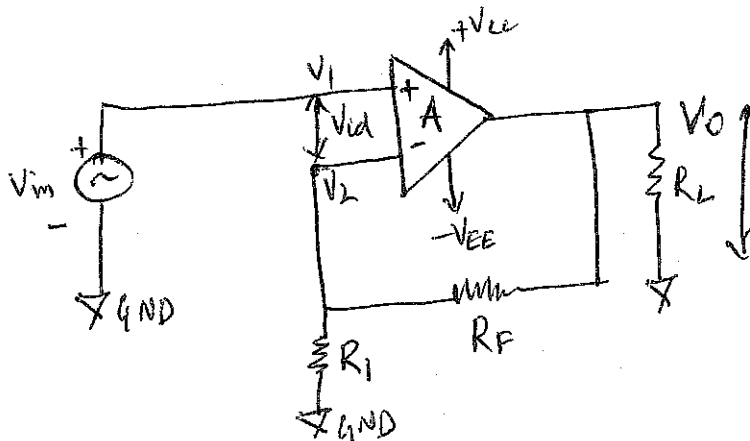 +VCC
V1
+
A
Vid
-
VO
+
Vin
-
V2
RL
-VEE
GND
RF
R1
GND